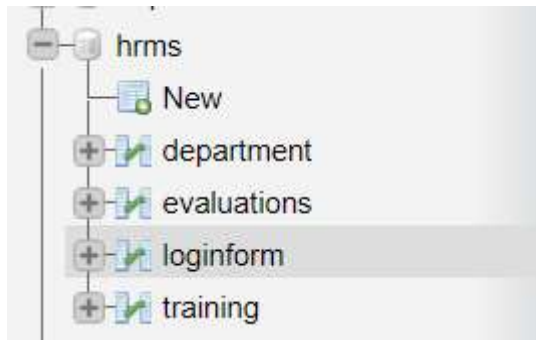 hrms
New
department
evaluations
loginform
training